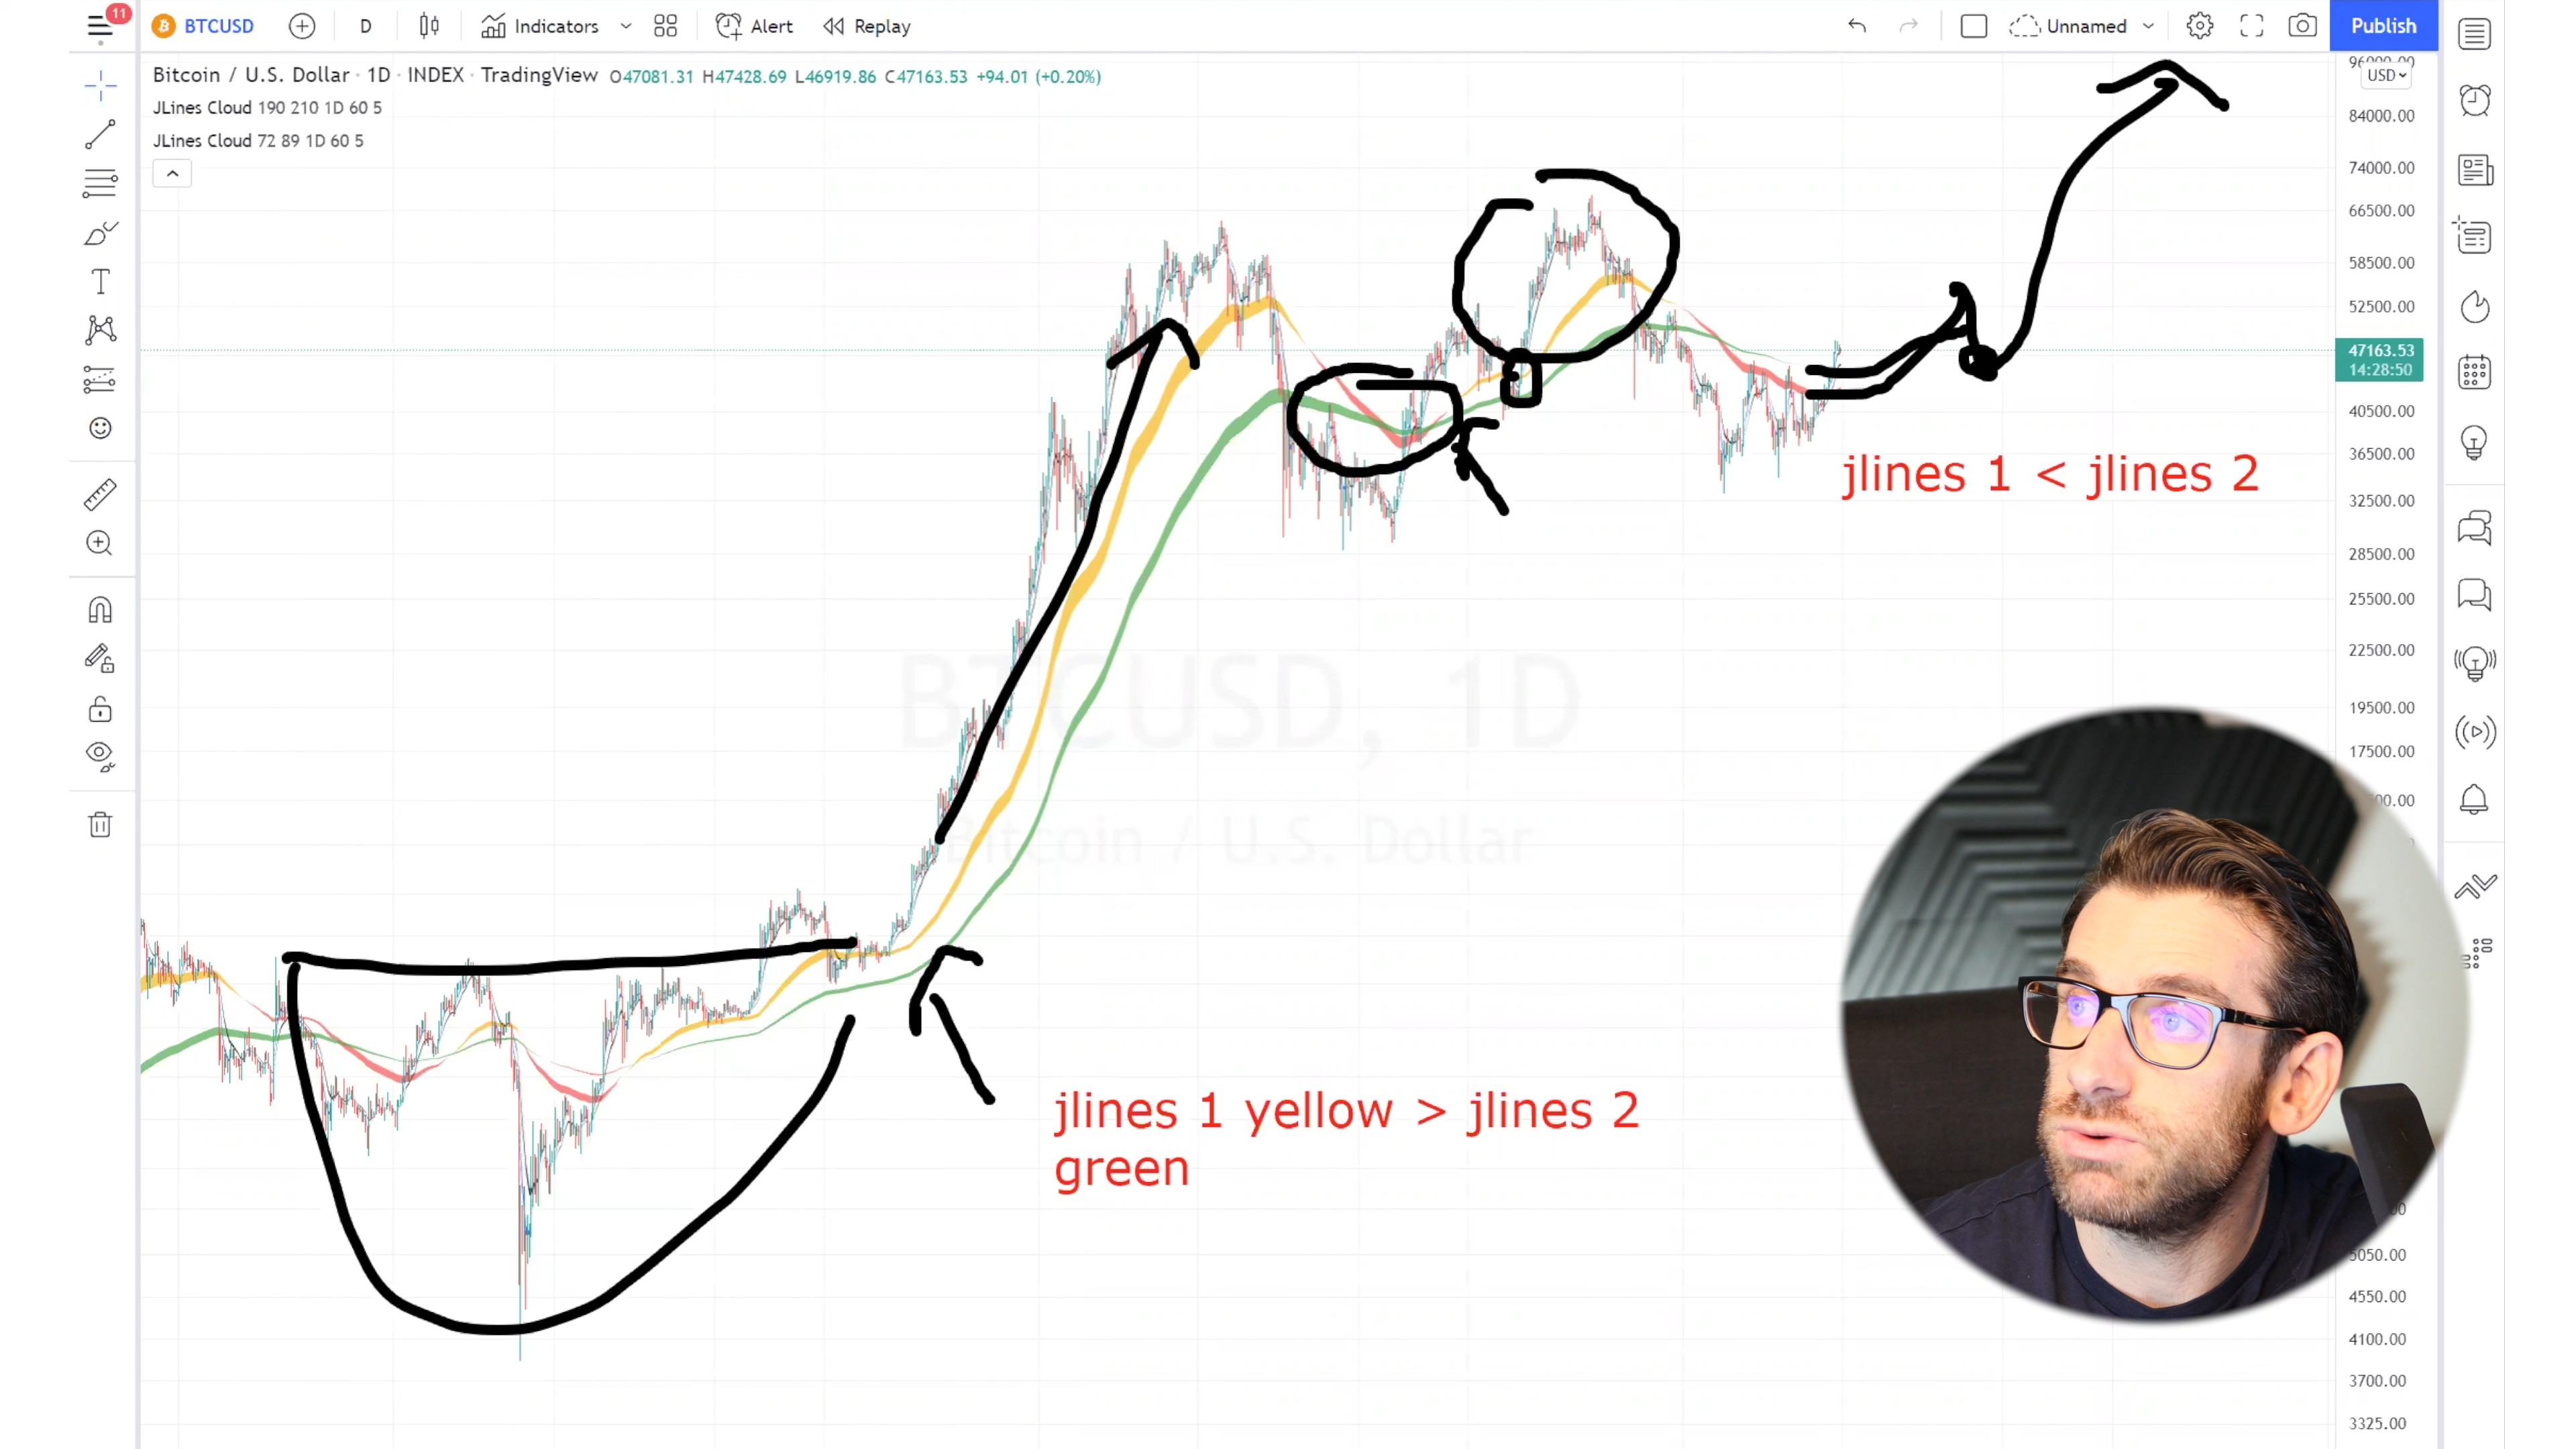 11
BTCUSD
D
Indicators
Alert
Replay
Unnamed
Publish
Bitcoin / U.S. Dollar · 1D · INDEX · TradingView O47081.31 H47428.69 L46919.86 C47163.53 +94.01 (+0.20%)
JLines Cloud 190 210 1D 60 5
JLines Cloud 72 89 1D 60 5
USD
84000.00
74000.00
66500.00
58500.00
52500.00
47163.53
14:28:50
40500.00
36500.00
32500.00
28500.00
25500.00
22500.00
19500.00
17500.00
5050.00
4550.00
4100.00
3700.00
3325.00
jlines 1 < jlines 2
BTCUSD, 1D
Bitcoin / U.S. Dollar
jlines 1 yellow > jlines 2
green